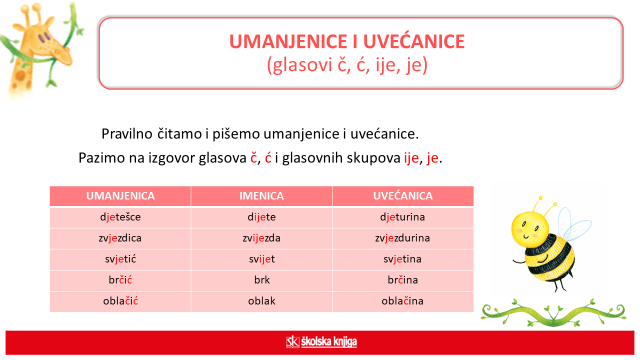 UMANJENICE I UVEĆANICE
(glasovi č, ć, ije, je)
Pravilno čitamo i pišemo umanjenice i uvećanice.
Pazimo na izgovor glasova č, ć i glasovnih skupova ije, je.
UMANJENICA IMENICA UVEĆANICA
djetešce dijete djeturina
zvjezdica zvijezda zvjezdurina
svjetić svijet svjetina
brčić brk brčina
oblačić oblak oblačina
sk školska knjiga